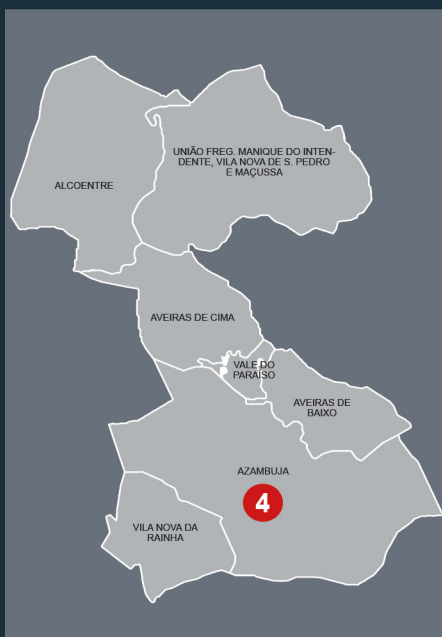 UNIÃO FREG. MANIQUE DO INTEN-
DENTE, VILA NOVA DE S. PEDRO
E MAÇUSSA
ALCOENTRE
AVEIRAS DE CIMA
VALE DO
PARAÍSO
AVEIRAS DE
BAIXO
AZAMBUJA
4
VILA NOVA DA
RAINHA